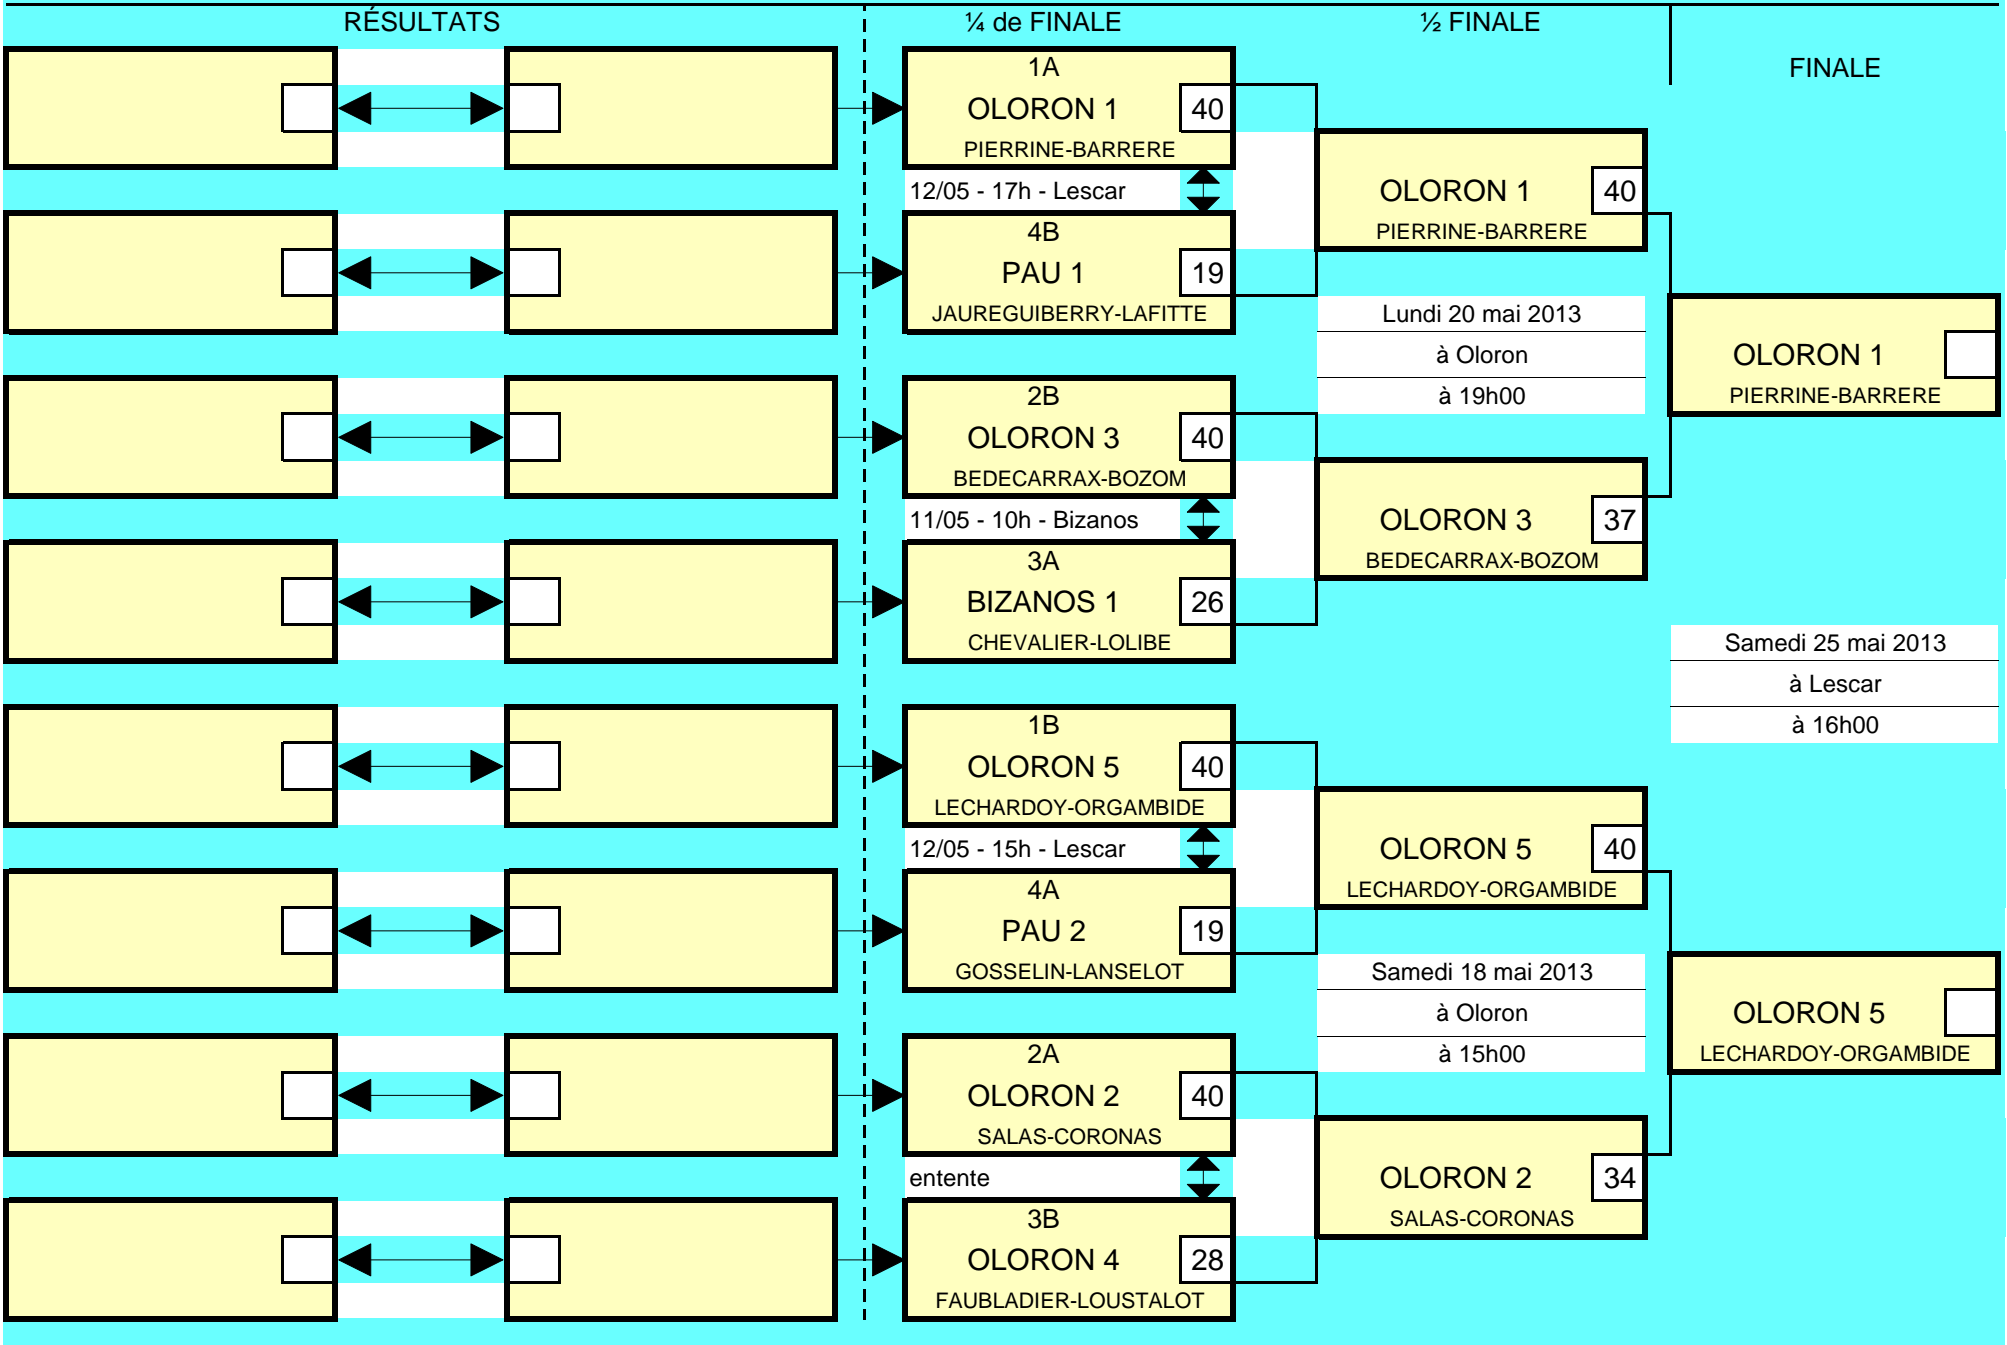 RÉSULTATS
¼ de FINALE
½ FINALE
FINALE
1A
OLORON 1
40
PIERRINE-BARRERE
12/05 - 17h - Lescar
4B
PAU 1
19
JAUREGUIBERRY-LAFITTE
2B
OLORON 3
40
BEDECARRAX-BOZOM
11/05 - 10h - Bizanos
3A
BIZANOS 1
26
CHEVALIER-LOLIBE
1B
OLORON 5
40
LECHARDOY-ORGAMBIDE
12/05 - 15h - Lescar
4A
PAU 2
19
GOSSELIN-LANSELOT
2A
OLORON 2
40
SALAS-CORONAS
entente
3B
OLORON 4
28
FAUBLADIER-LOUSTALOT
OLORON 1
40
PIERRINE-BARRERE
Lundi 20 mai 2013
à Oloron
à 19h00
OLORON 3
37
BEDECARRAX-BOZOM
OLORON 5
40
LECHARDOY-ORGAMBIDE
Samedi 18 mai 2013
à Oloron
à 15h00
OLORON 2
34
SALAS-CORONAS
OLORON 1
PIERRINE-BARRERE
Samedi 25 mai 2013
à Lescar
à 16h00
OLORON 5
LECHARDOY-ORGAMBIDE